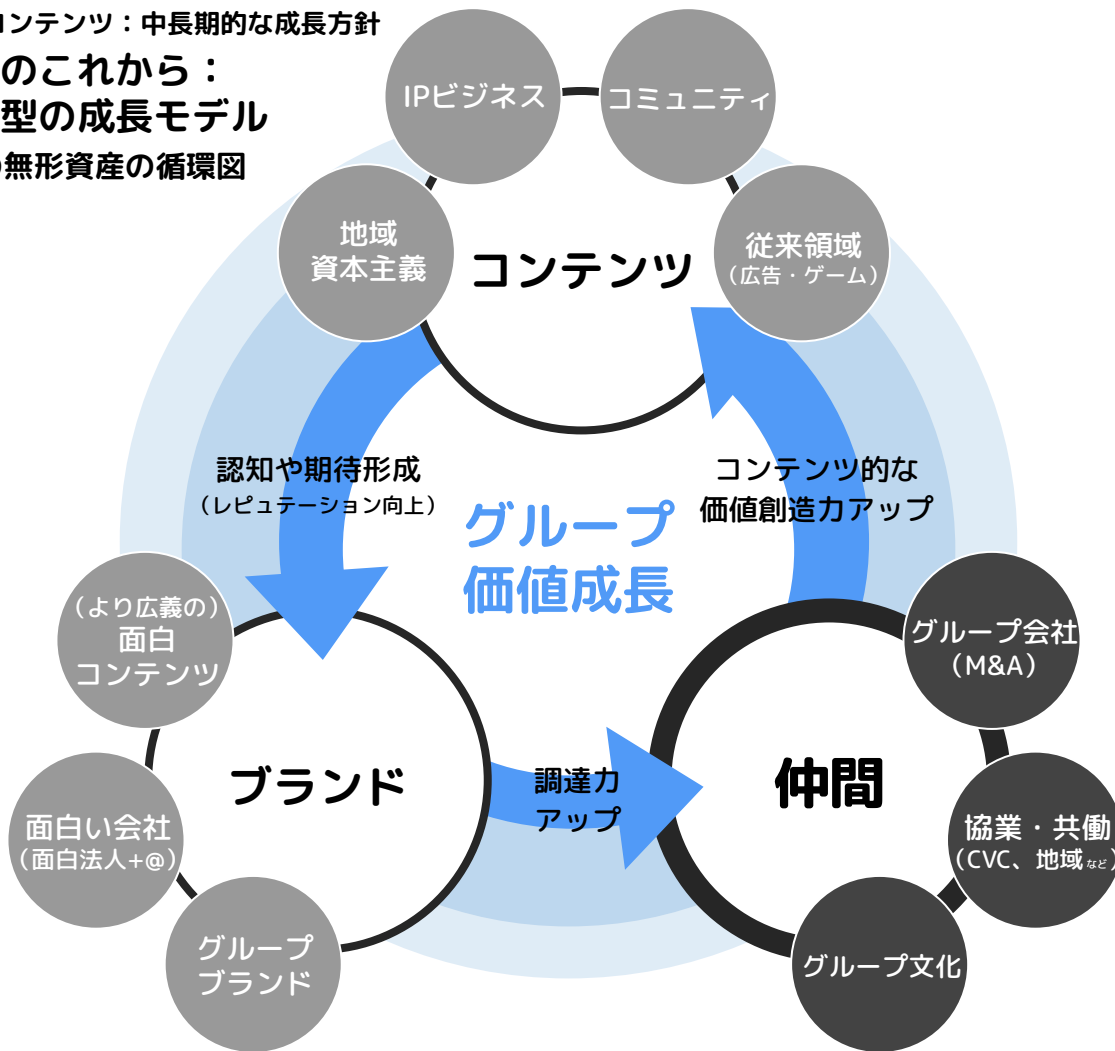 コンテンツ：中長期的な成長方針
のこれから：
型の成長モデル
無形資産の循環図
IPビジネス
コミュニティ
地域
資本主義
コンテンツ
従来領域
（広告・ゲーム）
認知や期待形成
（レピュテーション向上）
コンテンツ的な
価値創造力アップ
グループ
価値成長
（より広義の）
面白
コンテンツ
グループ会社
（M&A）
ブランド
調達力
アップ
仲間
面白い会社
（面白法人+@）
協業・共働
（CVC、地域など）
グループ
ブランド
グループ文化